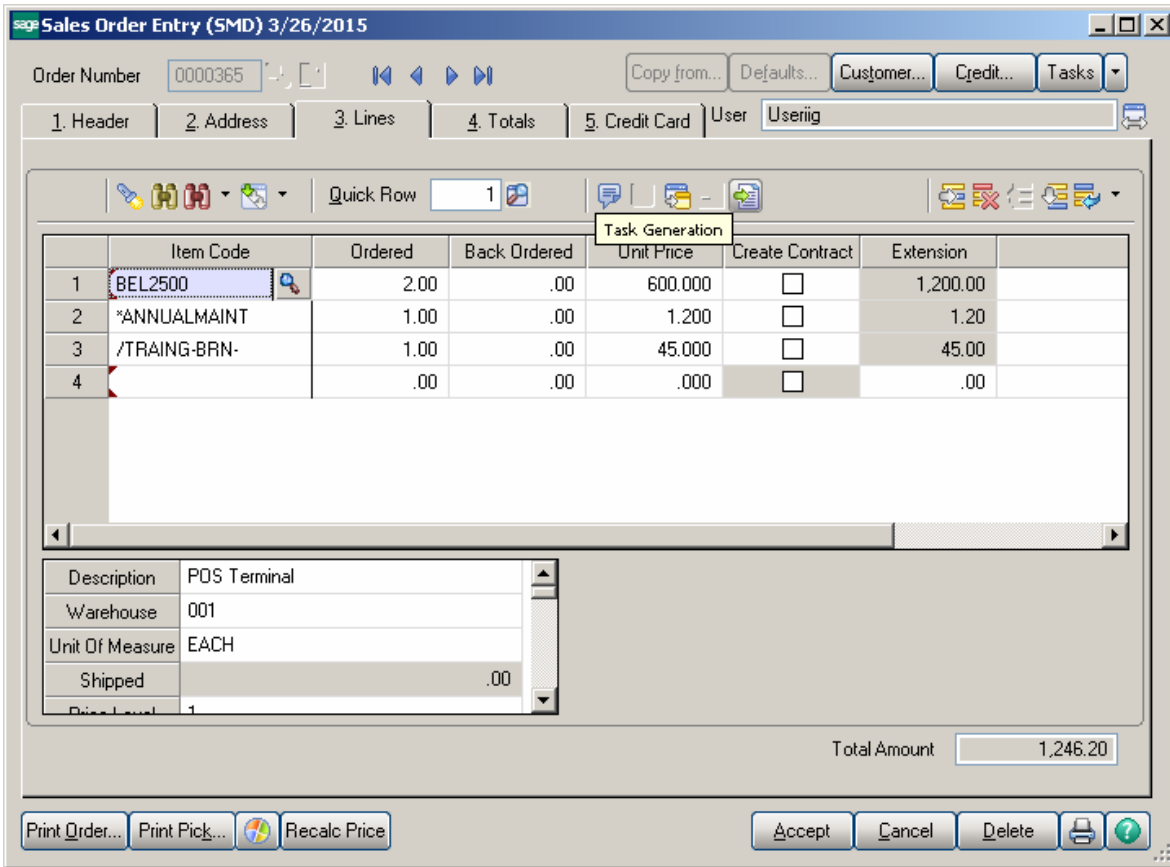 sage Sales Order Entry (SMD) 3/26/2015
Order Number 0000365 Copy from... Defaults... Customer... Credit... Tasks
1. Header 2. Address 3. Lines 4. Totals 5. Credit Card User Useriig
Quick Row 1
Task Generation
Item Code Ordered Back Ordered Unit Price Create Contract Extension
1 BEL2500 2.00 .00 600.000 1,200.00
2 *ANNUALMAINT 1.00 .00 1.200 1.20
3 /TRAING-BRN- 1.00 .00 45.000 45.00
4 .00 .00 .000 .00
Description POS Terminal
Warehouse 001
Unit Of Measure EACH
Shipped .00
Price Level 1
Total Amount 1,246.20
Print Order... Print Pick... Recalc Price Accept Cancel Delete